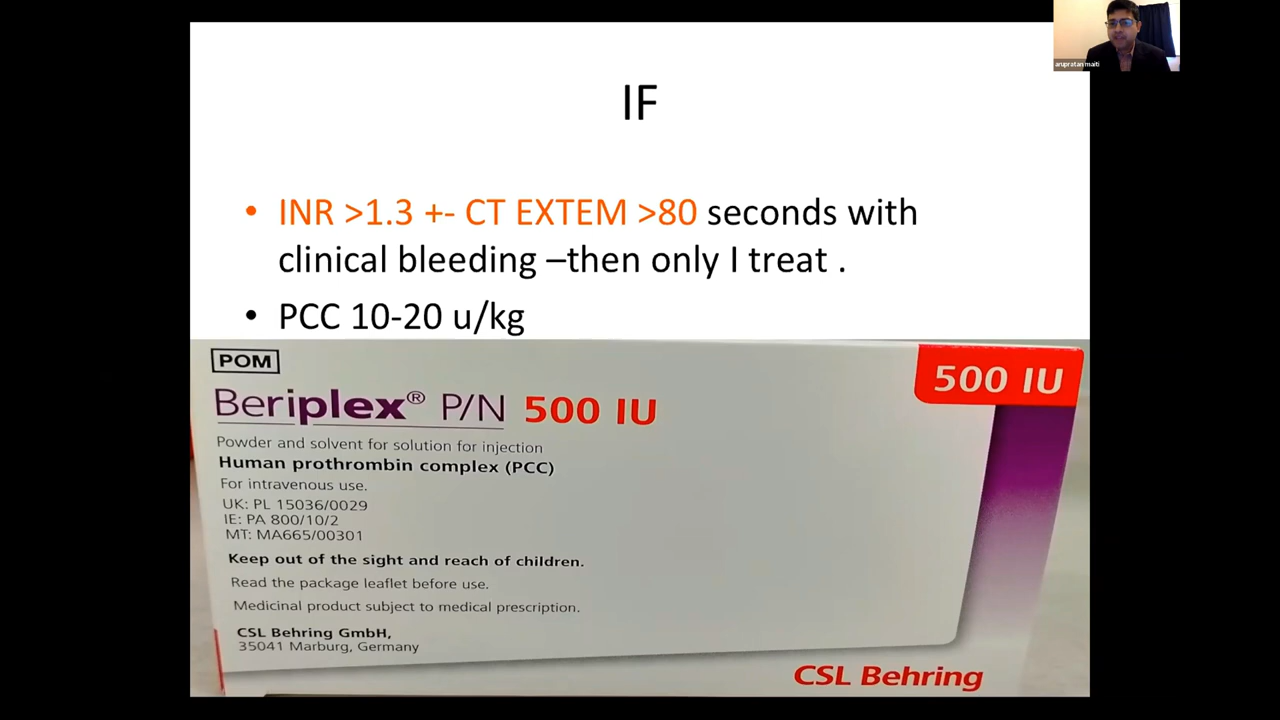 arupratan maiti
IF
• INR >1.3 +- CT EXTEM >80 seconds with
clinical bleeding –then only I treat .
• PCC 10-20 u/kg
POM
Beriplex® P/N 500 IU
500 IU
Powder and solvent for solution for injection
Human prothrombin complex (PCC)
For intravenous use.
UK: PL 15036/0029
IE: PA 800/10/2
MT: MA665/00301
Keep out of the sight and reach of children.
Read the package leaflet before use.
Medicinal product subject to medical prescription.
CSL Behring GmbH,
35041 Marburg, Germany
CSL Behring